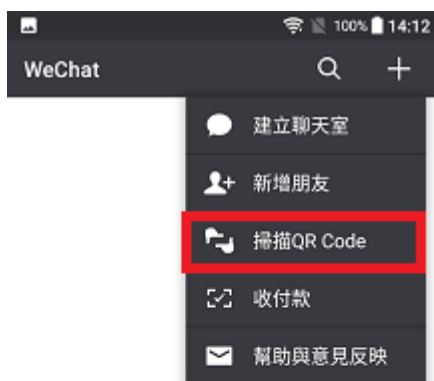 100% 14:12
WeChat
建立聊天室
新增朋友
掃描QR Code
收付款
幫助與意見反映